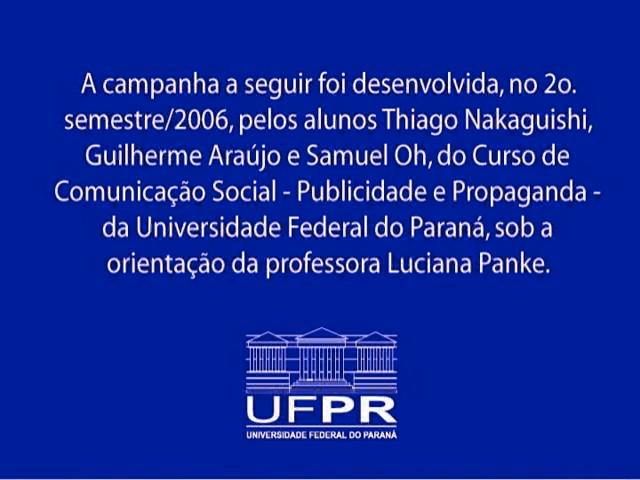 A campanha a seguir foi desenvolvida, no 2o.
semestre/2006, pelos alunos Thiago Nakaguishi,
Guilherme Araújo e Samuel Oh, do Curso de
Comunicação Social - Publicidade e Propaganda -
da Universidade Federal do Paraná, sob a
orientação da professora Luciana Panke.
UFPR
UNIVERSIDADE FEDERAL DO PARANÁ